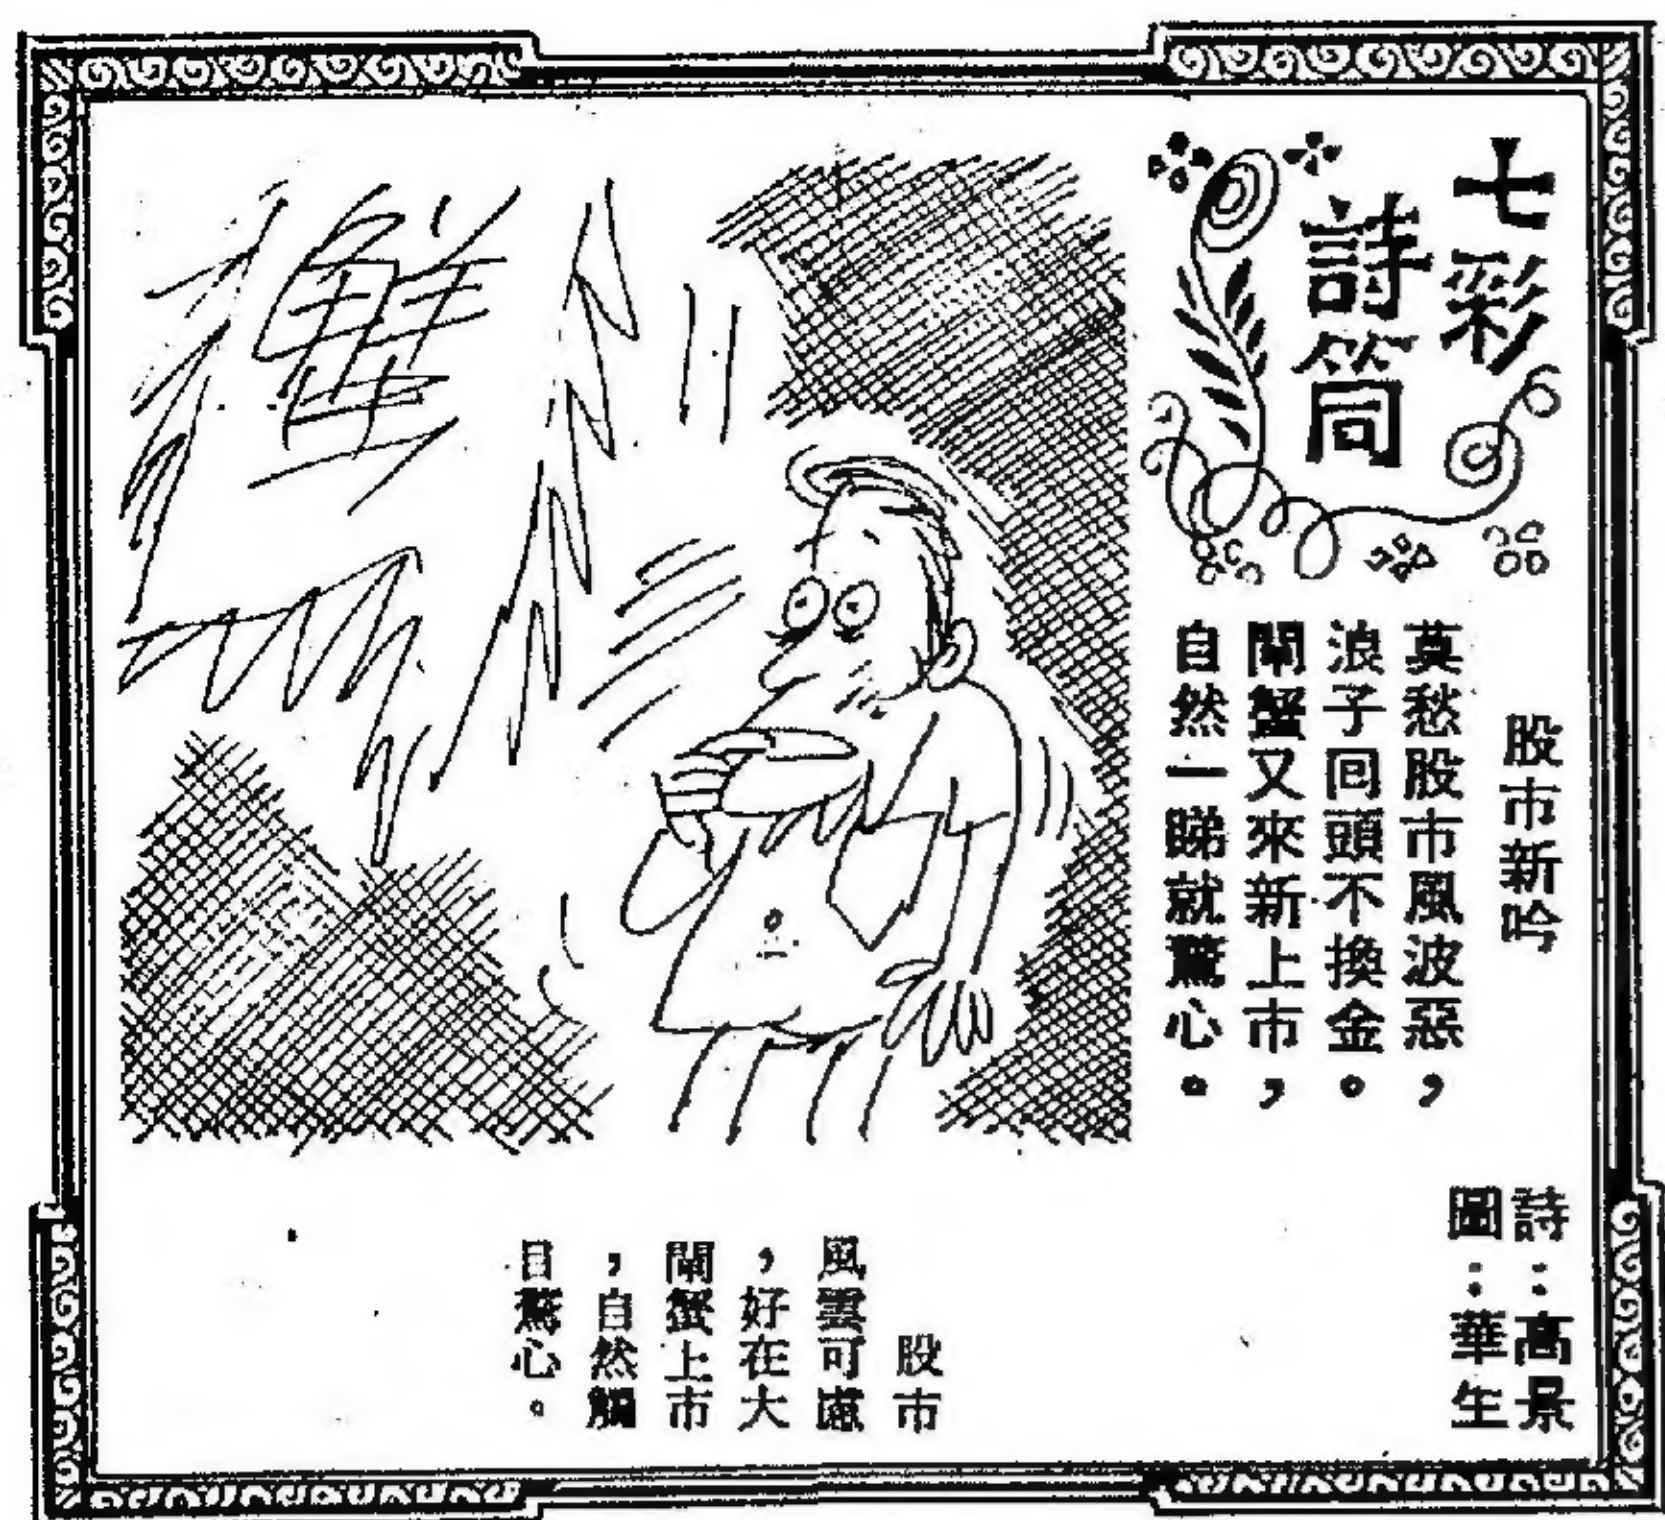 七彩
詩筒
股市新吟
莫愁股市風波惡，
浪子回頭不換金。
閘蟹又來新上市，
自然一睇就驚心。
詩：高景
圖：華生
股市
風雲可慮
，好在大
閘蟹上市
，自然觸
目驚心。